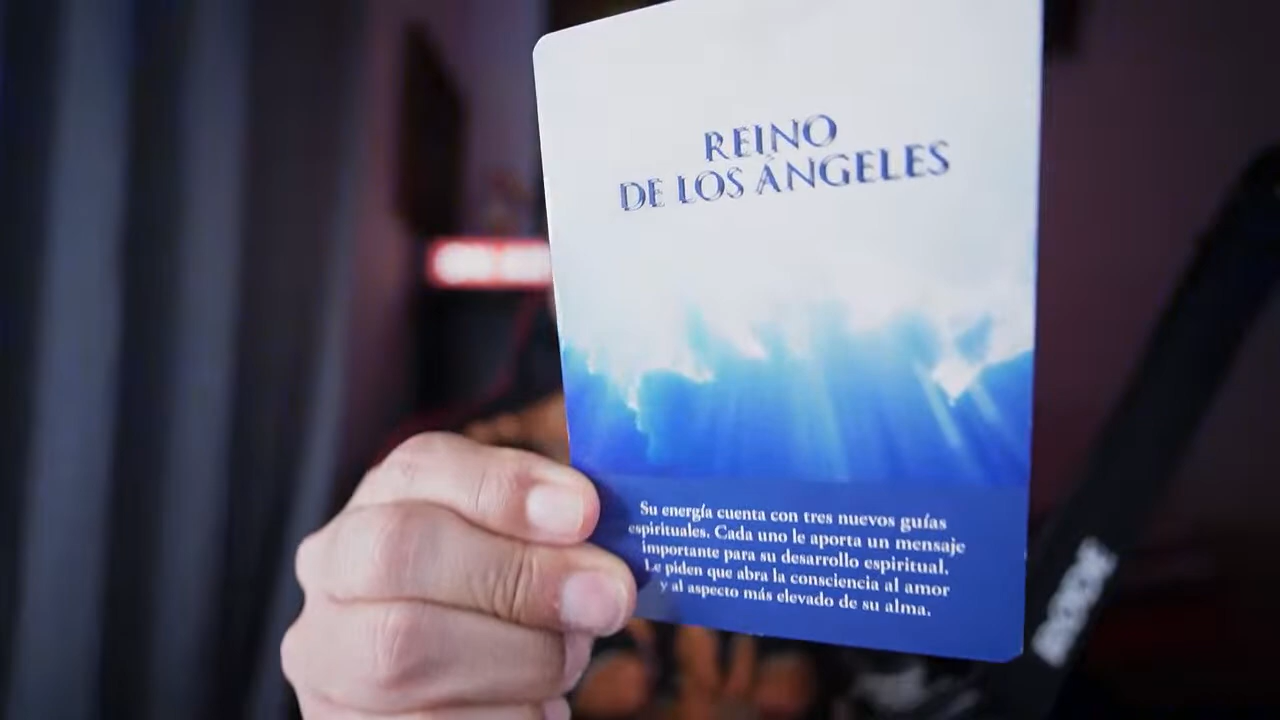 REINO
DE LOS ÁNGELES
Su energía cuenta con tres nuevos guías
espirituales. Cada uno le aporta un mensaje
importante para su desarrollo espiritual.
Le piden que abra la consciencia al amor
y al aspecto más elevado de su alma.